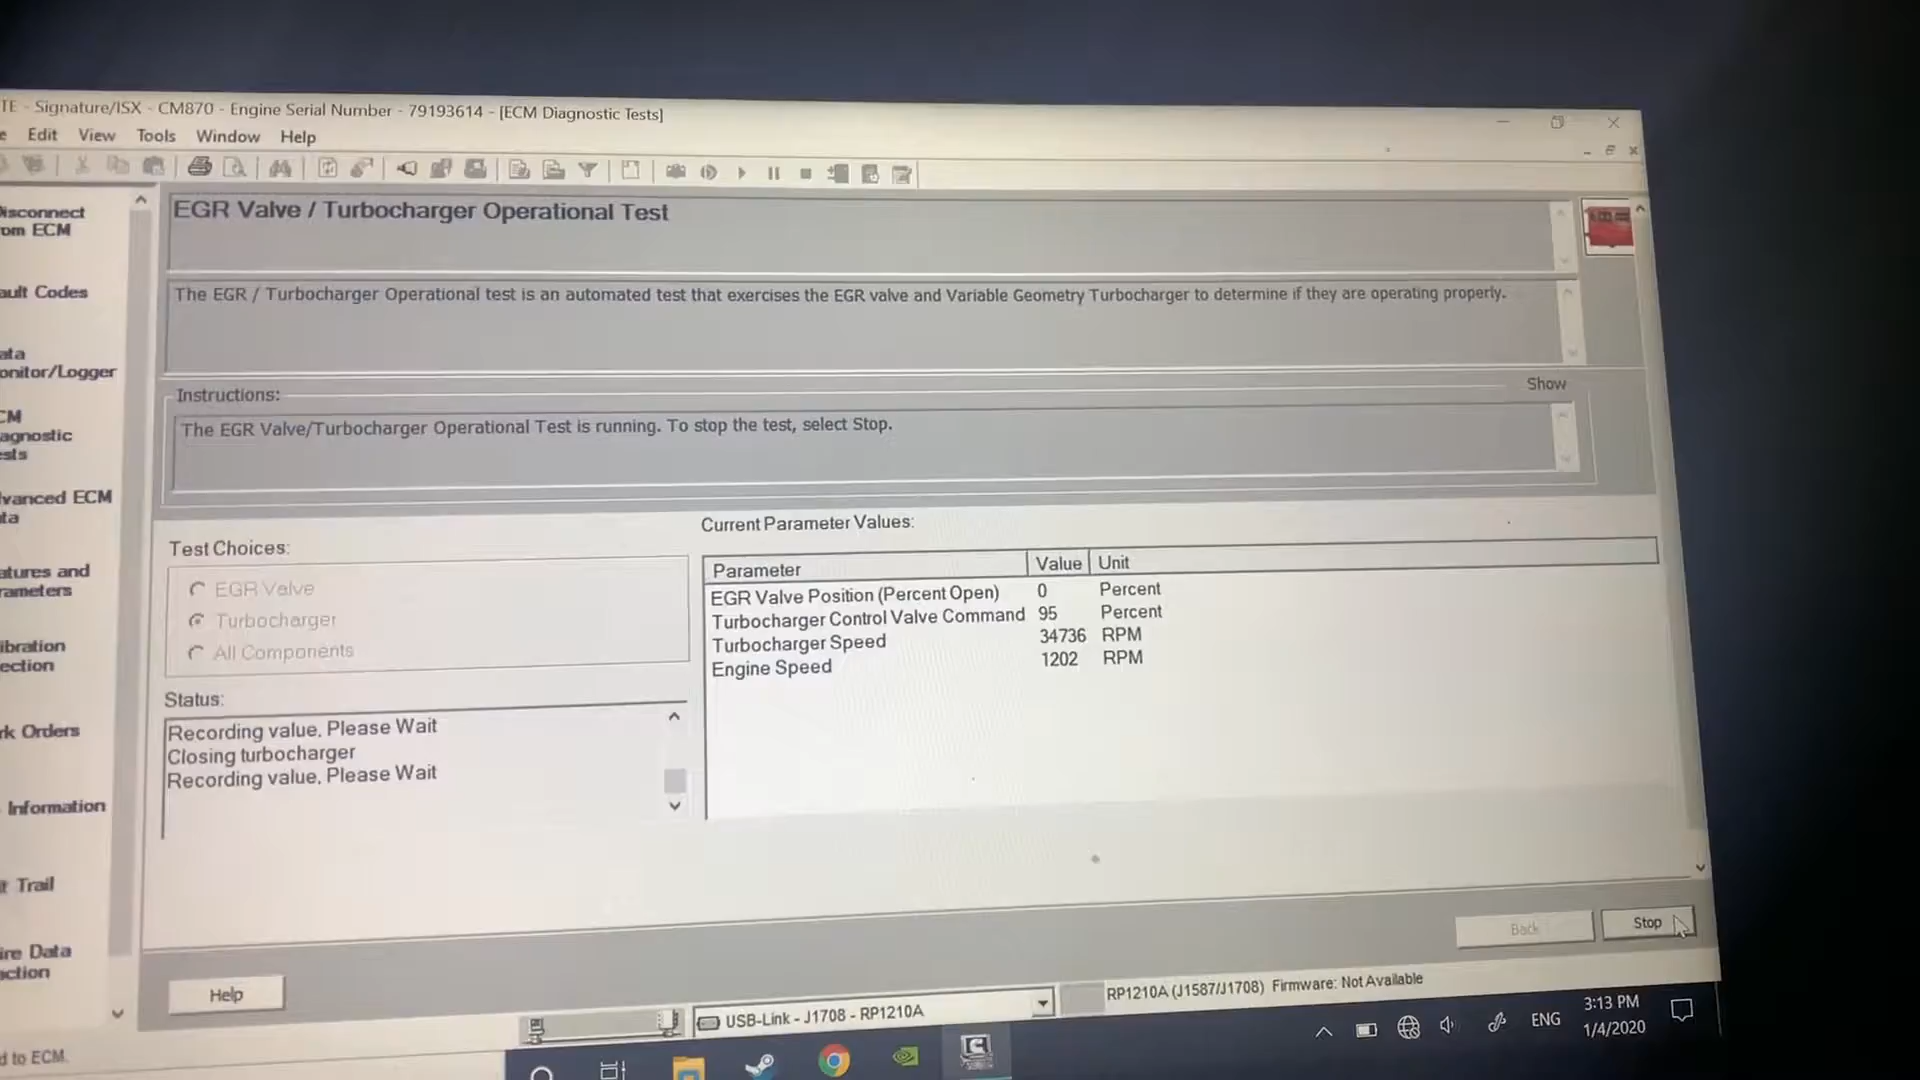 TE - Signature/ISX - CM870 - Engine Serial Number - 79193614 - [ECM Diagnostic Tests]
e Edit View Tools Window Help
isconnect
om ECM
ault Codes
ata
onitor/Logger
CM
agnostic
sts
vanced ECM
ta
atures and
rameters
ibration
ection
rk Orders
Information
t Trail
ire Data
action
EGR Valve / Turbocharger Operational Test
The EGR / Turbocharger Operational test is an automated test that exercises the EGR valve and Variable Geometry Turbocharger to determine if they are operating properly.
Instructions:
Show
The EGR Valve/Turbocharger Operational Test is running. To stop the test, select Stop.
Test Choices:
EGR Valve
Turbocharger
All Components
Status:
Recording value, Please Wait
Closing turbocharger
Recording value, Please Wait
Current Parameter Values:
Parameter Value Unit
EGR Valve Position (Percent Open) 0 Percent
Turbocharger Control Valve Command 95 Percent
Turbocharger Speed 34736 RPM
Engine Speed 1202 RPM
Back Stop
Help
USB-Link - J1708 - RP1210A
RP1210A (J1587/J1708) Firmware: Not Available
d to ECM.
ENG
3:13 PM
1/4/2020